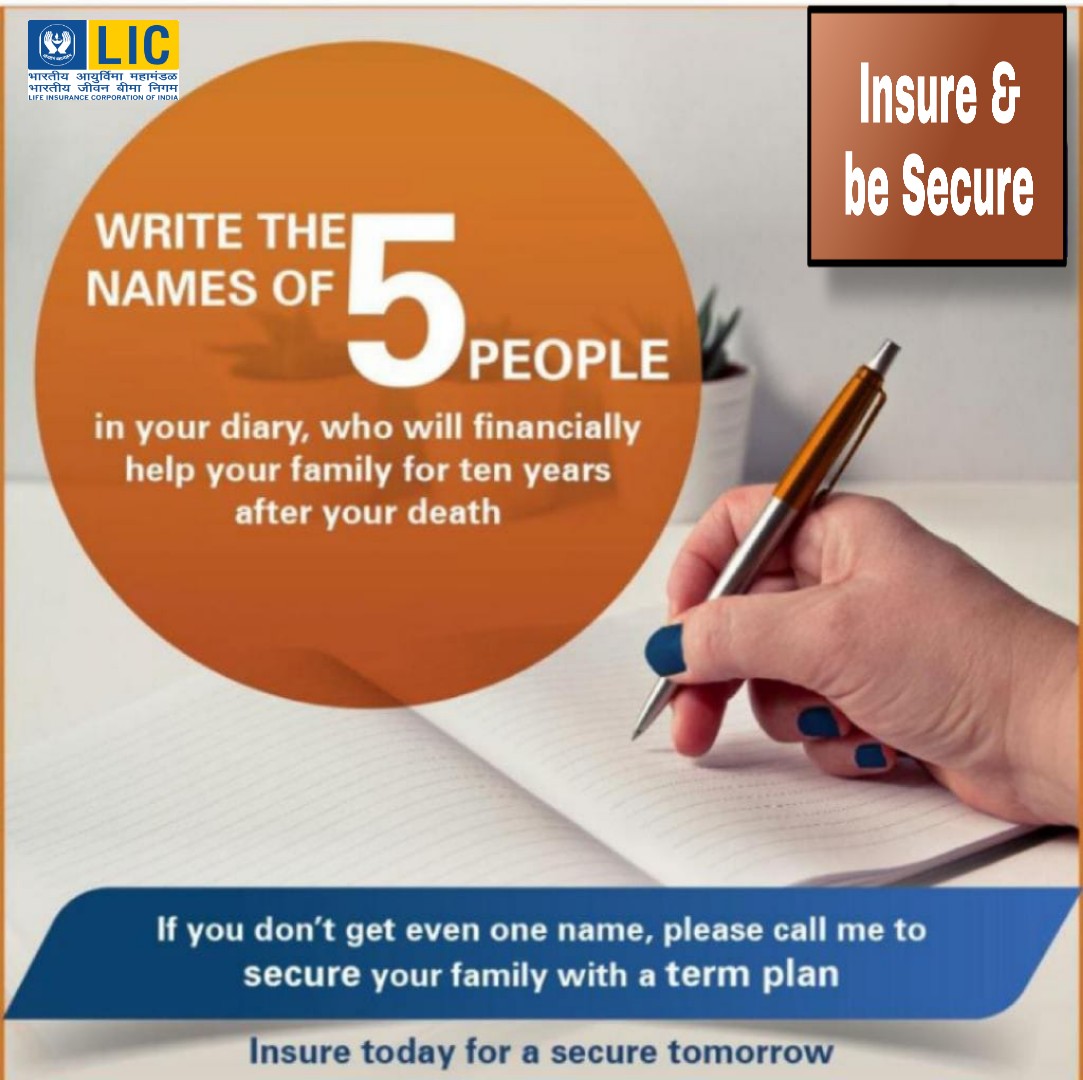 LIC
भारतीय आयुर्विमा महामंडळ
भारतीय जीवन बीमा निगम
LIFE INSURANCE CORPORATION OF INDIA
Insure &
be Secure
WRITE THE
NAMES OF 5
PEOPLE
in your diary, who will financially
help your family for ten years
after your death
If you don't get even one name, please call me to
secure your family with a term plan
Insure today for a secure tomorrow